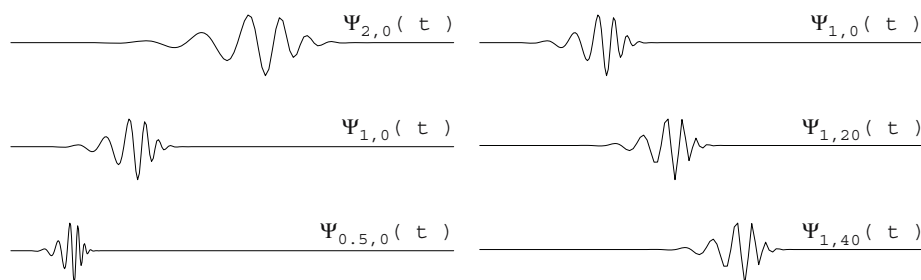 Ψ2,0( t )
Ψ1,0( t )
Ψ1,0( t )
Ψ1,20( t )
Ψ0.5,0( t )
Ψ1,40( t )